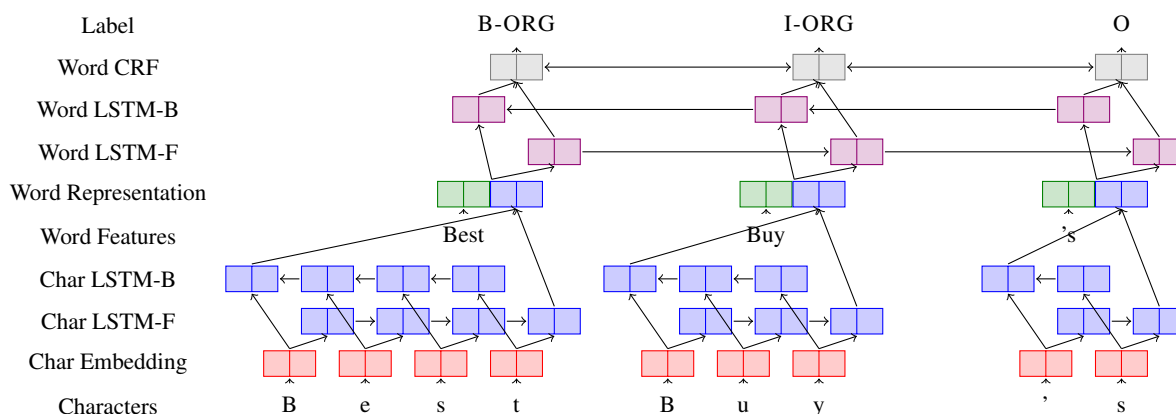 Label B-ORG I-ORG O
Word CRF
Word LSTM-B
Word LSTM-F
Word Representation
Word Features Best Buy 's
Char LSTM-B
Char LSTM-F
Char Embedding
Characters B e s t B u y ’ s